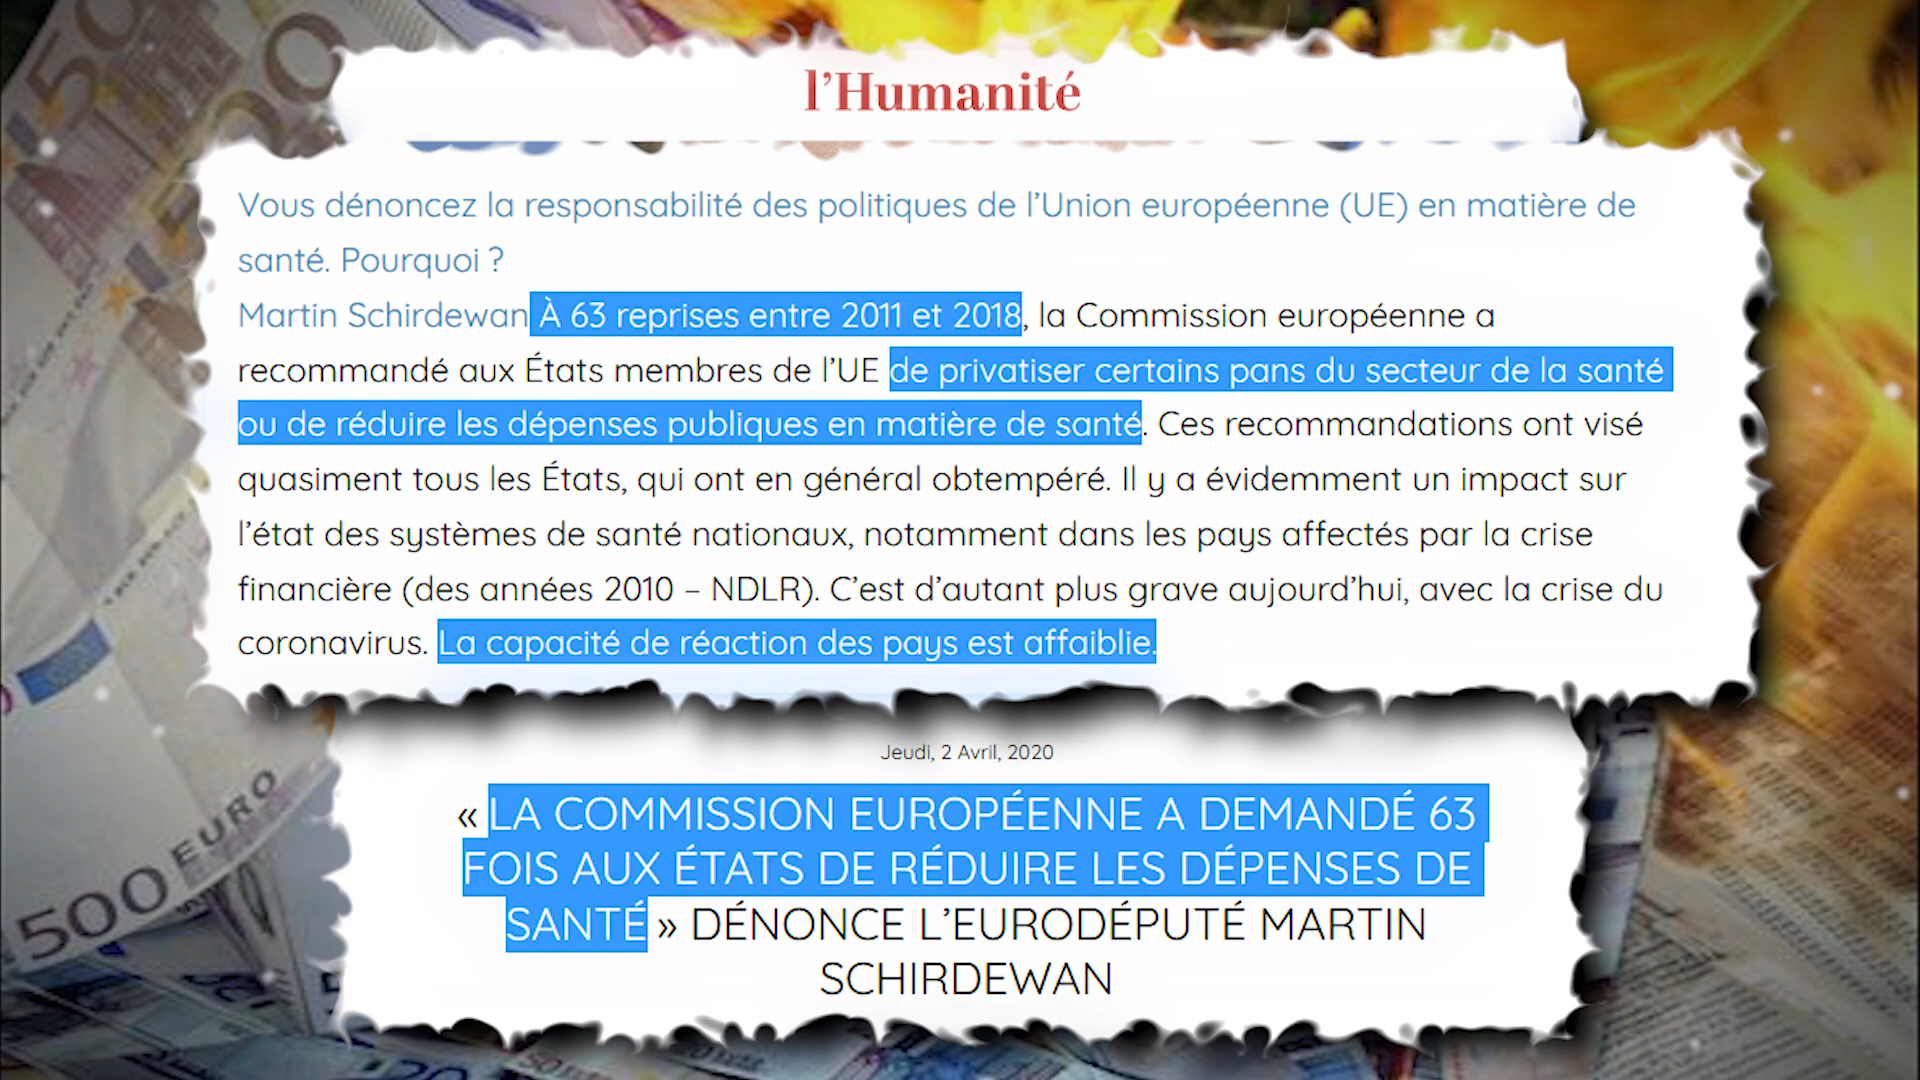 l'Humanité
Vous dénoncez la responsabilité des politiques de l'Union européenne (UE) en matière de
santé. Pourquoi ?
Martin Schirdewan À 63 reprises entre 2011 et 2018, la Commission européenne a
recommandé aux États membres de l'UE de privatiser certains pans du secteur de la santé
ou de réduire les dépenses publiques en matière de santé. Ces recommandations ont visé
quasiment tous les États, qui ont en général obtempéré. Il y a évidemment un impact sur
l'état des systèmes de santé nationaux, notamment dans les pays affectés par la crise
financière (des années 2010 – NDLR). C'est d'autant plus grave aujourd'hui, avec la crise du
coronavirus. La capacité de réaction des pays est affaiblie.
Jeudi, 2 Avril, 2020
« LA COMMISSION EUROPÉENNE A DEMANDÉ 63
FOIS AUX ÉTATS DE RÉDUIRE LES DÉPENSES DE
SANTÉ » DÉNONCE L'EURODÉPUTÉ MARTIN
SCHIRDEWAN
50
500 EURO
20